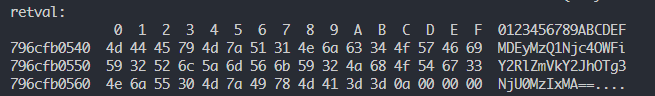 retval:
0 1 2 3 4 5 6 7 8 9 A B C D E F 0123456789ABCDEF
796cfb0540 4d 44 45 79 4d 7a 51 31 4e 6a 63 34 4f 57 46 69 MDEyMzQ1Njc4OWFi
796cfb0550 59 32 52 6c 5a 6d 56 6b 59 32 4a 68 4f 54 67 33 Y2RlZmVkY2JhOTg3
796cfb0560 4e 6a 55 30 4d 7a 49 78 4d 41 3d 3d 0a 00 00 00 NjU0MzIxMA==....